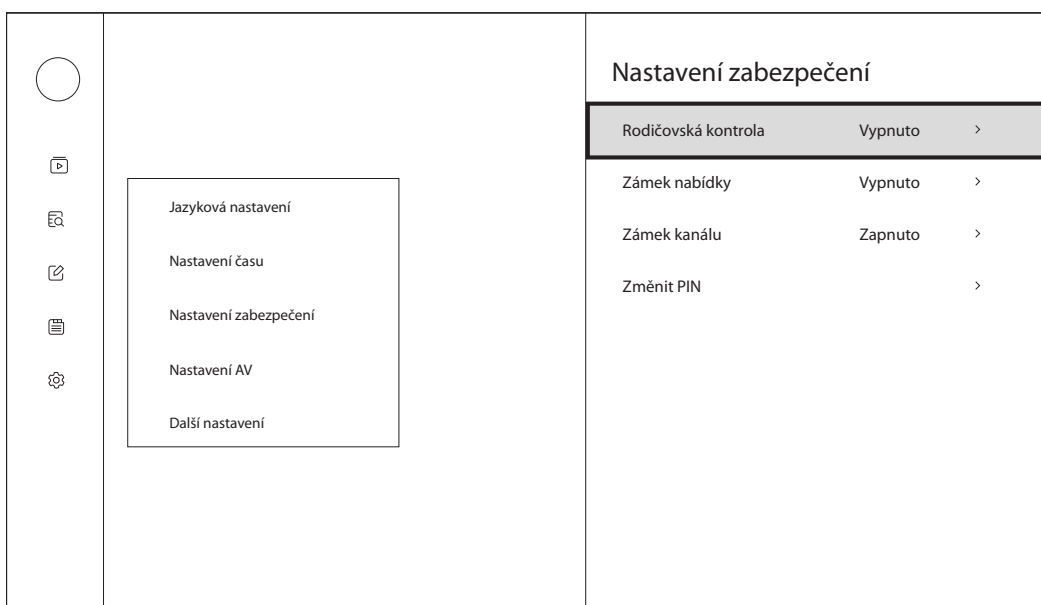 Jazyková nastavení
Nastavení času
Nastavení zabezpečení
Nastavení AV
Další nastavení
Nastavení zabezpečení
Rodičovská kontrola Vypnuto >
Zámek nabídky Vypnuto >
Zámek kanálu Zapnuto >
Změnit PIN >